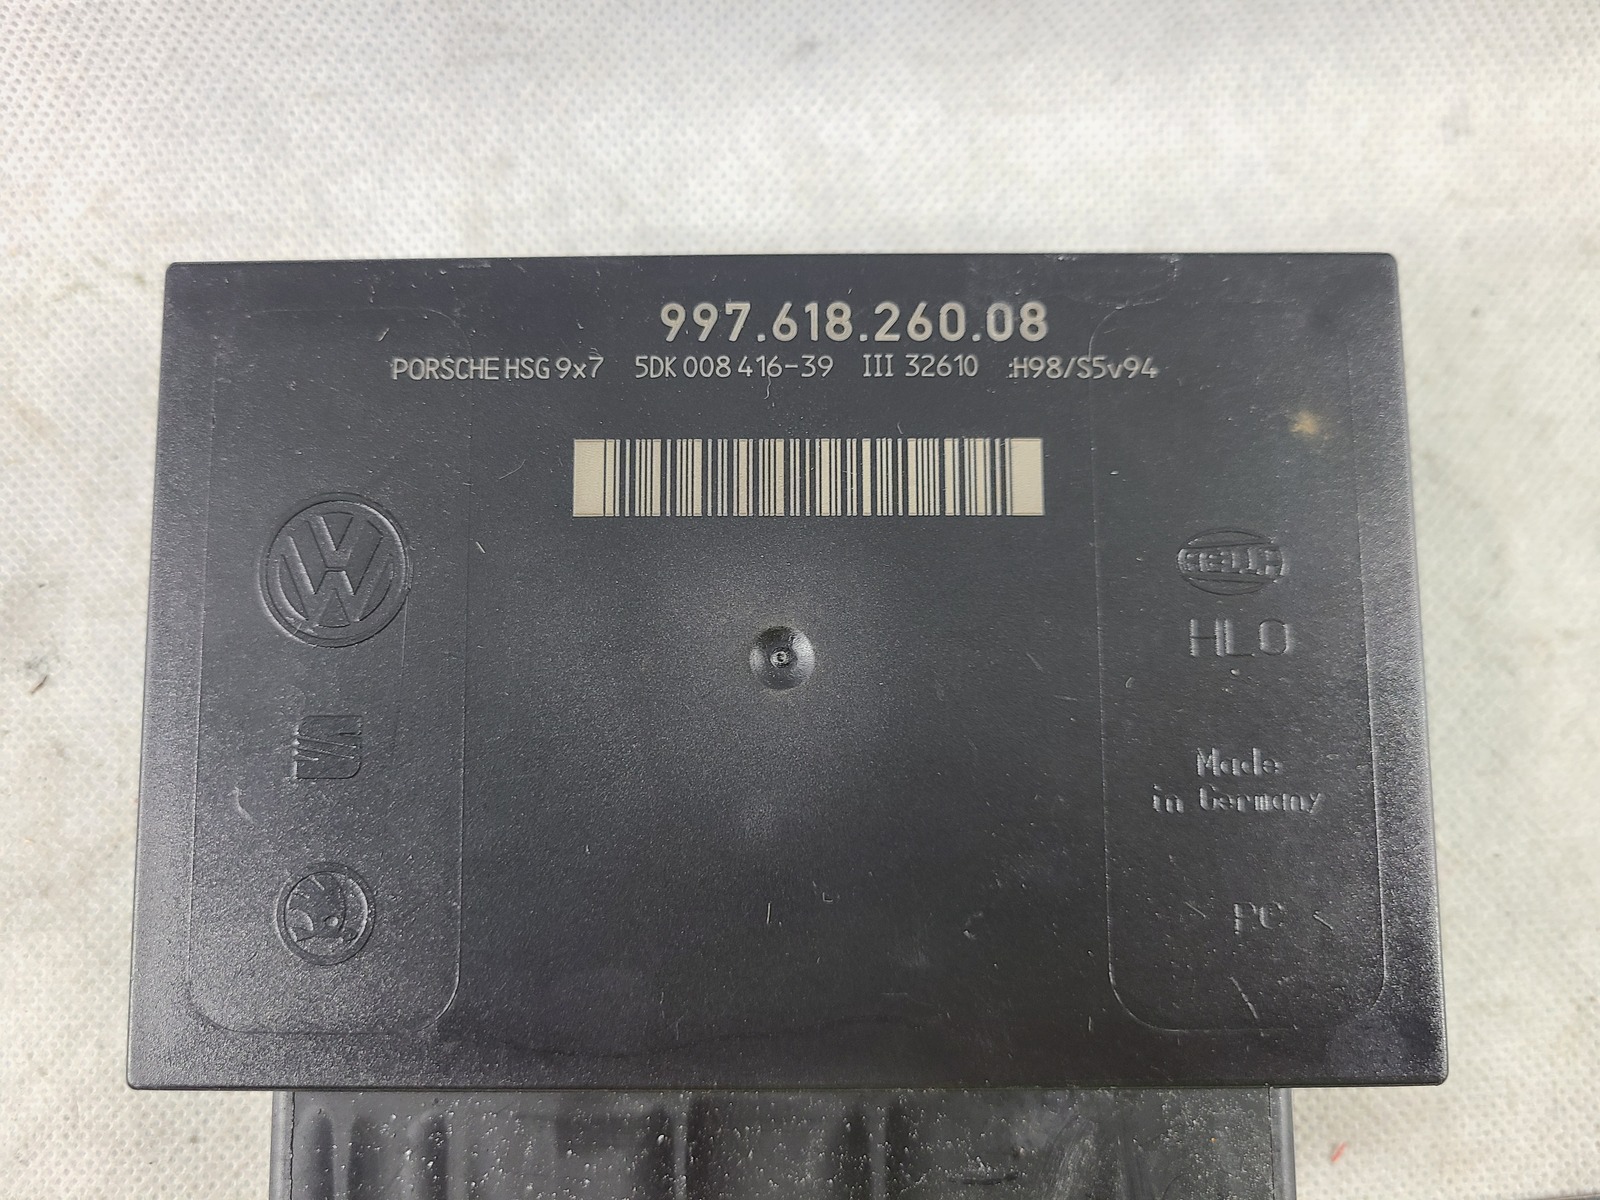 997.618.260.08
PORSCHE HSG 9x7 5DK 008 416-39 III 32610 :H98/S5v94
HELLA
HLO
Made
in Germany
> PC <